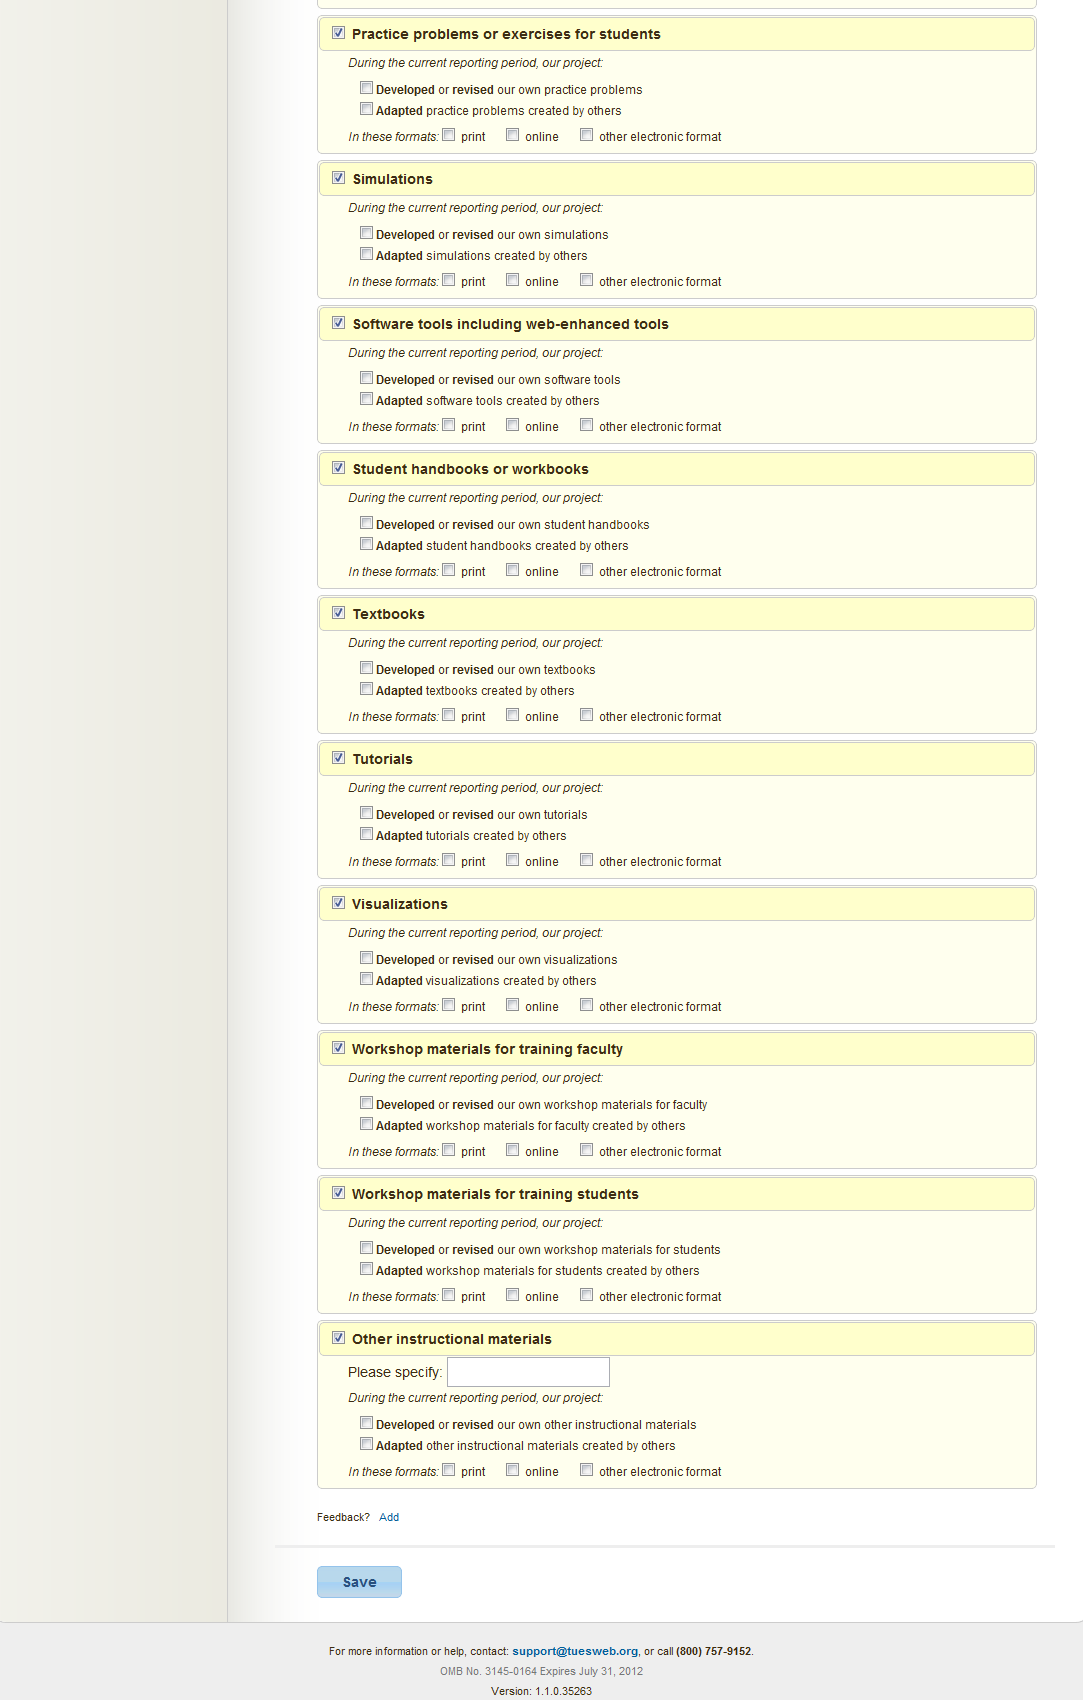 Practice problems or exercises for students
During the current reporting period, our project:
Developed or revised our own practice problems
Adapted practice problems created by others
In these formats: print online other electronic format
Simulations
During the current reporting period, our project:
Developed or revised our own simulations
Adapted simulations created by others
In these formats: print online other electronic format
Software tools including web-enhanced tools
During the current reporting period, our project:
Developed or revised our own software tools
Adapted software tools created by others
In these formats: print online other electronic format
Student handbooks or workbooks
During the current reporting period, our project:
Developed or revised our own student handbooks
Adapted student handbooks created by others
In these formats: print online other electronic format
Textbooks
During the current reporting period, our project:
Developed or revised our own textbooks
Adapted textbooks created by others
In these formats: print online other electronic format
Tutorials
During the current reporting period, our project:
Developed or revised our own tutorials
Adapted tutorials created by others
In these formats: print online other electronic format
Visualizations
During the current reporting period, our project:
Developed or revised our own visualizations
Adapted visualizations created by others
In these formats: print online other electronic format
Workshop materials for training faculty
During the current reporting period, our project:
Developed or revised our own workshop materials for faculty
Adapted workshop materials for faculty created by others
In these formats: print online other electronic format
Workshop materials for training students
During the current reporting period, our project:
Developed or revised our own workshop materials for students
Adapted workshop materials for students created by others
In these formats: print online other electronic format
Other instructional materials
Please specify:
During the current reporting period, our project:
Developed or revised our own other instructional materials
Adapted other instructional materials created by others
In these formats: print online other electronic format
Feedback? Add
Save
For more information or help, contact: support@tuesweb.org, or call (800) 757-9152.
OMB No. 3145-0164 Expires July 31, 2012
Version: 1.1.0.35263